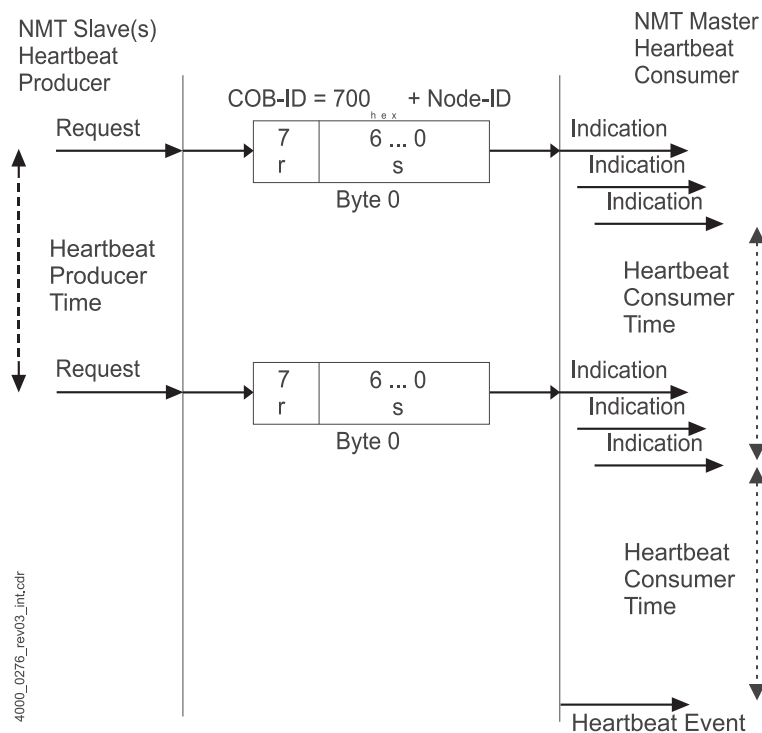 NMT Slave(s)
Heartbeat
Producer
NMT Master
Heartbeat
Consumer
COB-ID = 700 hex + Node-ID
Request
7
6 ... 0
r
s
Byte 0
Indication
Indication
Indication
Heartbeat
Producer
Time
Heartbeat
Consumer
Time
Request
7
6 ... 0
r
s
Byte 0
Indication
Indication
Indication
Heartbeat
Consumer
Time
Heartbeat Event
4000_0276_rev03_int.cdr